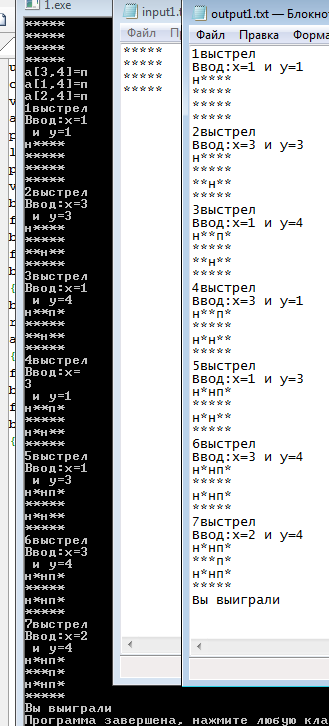 1.exe
*****
*****
*****
*****
a[3,4]=п
a[1,4]=п
a[2,4]=п
1выстрел
Ввод:x=1
и y=1
н****
*****
*****
*****
2выстрел
Ввод:x=3
и y=3
н****
*****
**н**
*****
3выстрел
Ввод:x=1
и y=4
н**п*
*****
**н**
*****
4выстрел
Ввод:x=
3
и y=1
н**п*
*****
н*н**
*****
5выстрел
Ввод:x=1
и y=3
н*нп*
*****
н*н**
*****
6выстрел
Ввод:x=3
и y=4
н*нп*
*****
н*нп*
*****
7выстрел
Ввод:x=2
и y=4
н*нп*
***п*
н*нп*
*****
Вы выиграли
Программа завершена, нажмите любую кла
input1.t
Файл Пра
*****
*****
*****
*****
output1.txt — Блокно
Файл Правка Форма
1выстрел
Ввод:x=1 и y=1
н****
*****
*****
*****
2выстрел
Ввод:x=3 и y=3
н****
*****
**н**
*****
3выстрел
Ввод:x=1 и y=4
н**п*
*****
**н**
*****
4выстрел
Ввод:x=3 и y=1
н**п*
*****
н*н**
*****
5выстрел
Ввод:x=1 и y=3
н*нп*
*****
н*н**
*****
6выстрел
Ввод:x=3 и y=4
н*нп*
*****
н*нп*
*****
7выстрел
Ввод:x=2 и y=4
н*нп*
***п*
н*нп*
*****
Вы выиграли